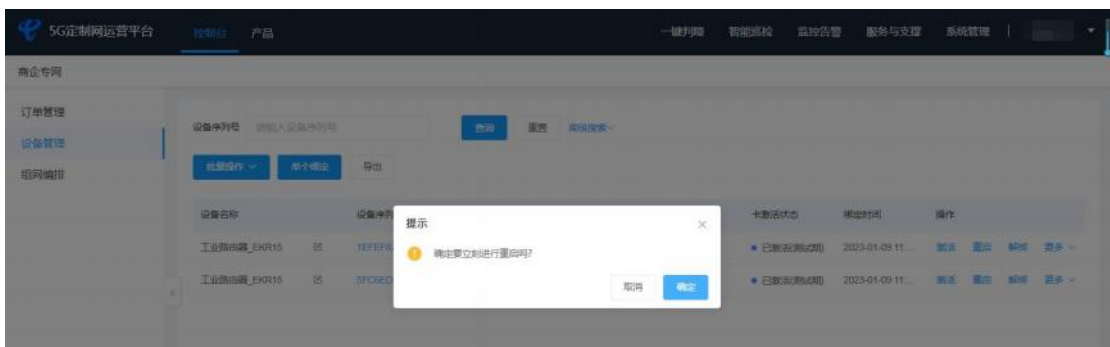 5G定制网运营平台 控制台 产品 一键判障 智能巡检 监控告警 服务与支撑 系统管理
商企专网
订单管理
设备序列号 请输入设备序列号 查询 重置 高级搜索
设备管理
批量操作 单个绑定 导出
组网编排
设备名称 设备序列 卡激活状态 绑定时间 操作
提示
工业路由器_EKR15 1EFEF8 已激活(测试期) 2023-01-09 11:... 激活 重启 解绑 更多
确定要立刻进行重启吗?
工业路由器_EKR15 5FC6ED 已激活(测试期) 2023-01-09 11:... 激活 重启 解绑 更多
取消 确定